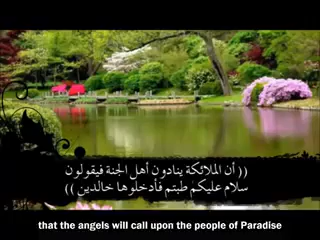 (( أن الملائكة ينادون أهل الجنة فيقولون
سلام عليكم طبتم فأدخلوها خالدين ))
that the angels will call upon the people of Paradise